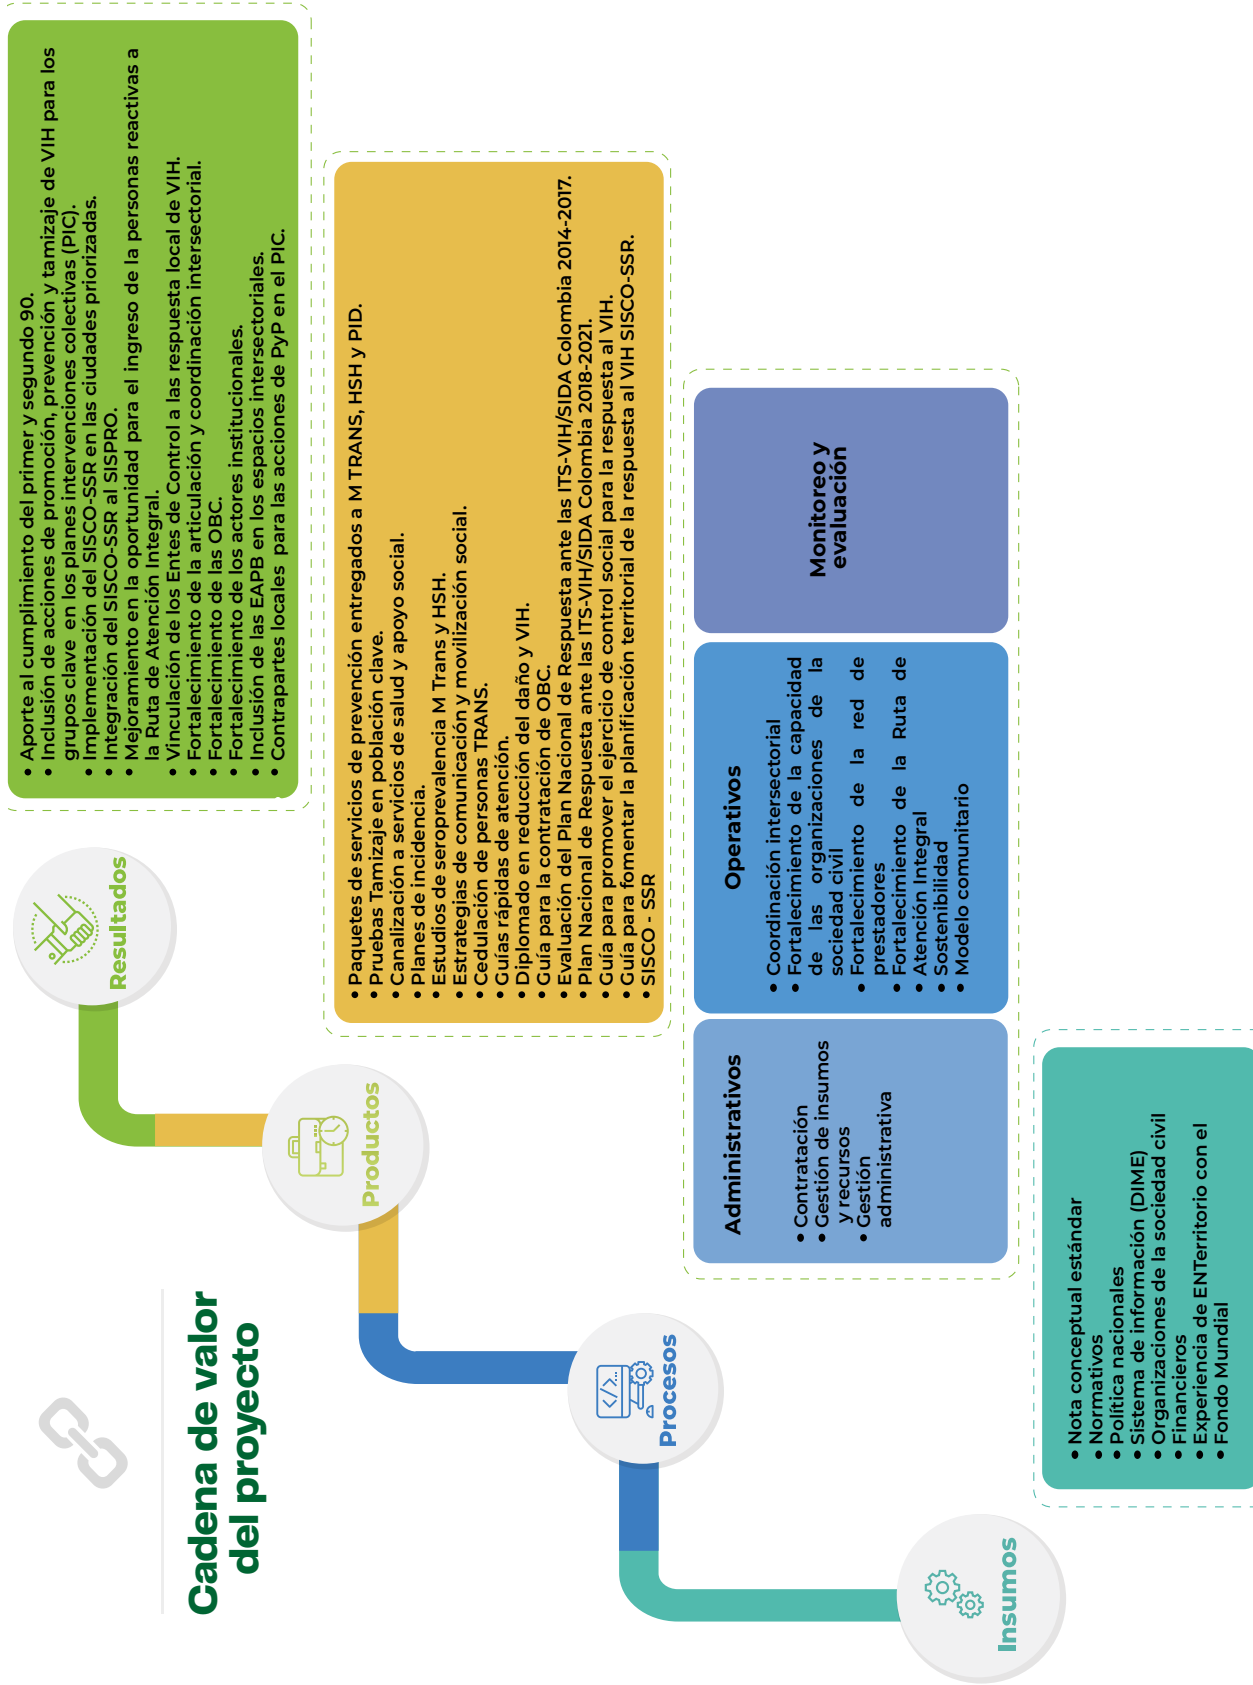 Cadena de valor
del proyecto
Insumos
• Nota conceptual estándar
• Normativos
• Política nacionales
• Sistema de información (DIME)
• Organizaciones de la sociedad civil
• Financieros
• Experiencia de ENTerritorio con el
• Fondo Mundial
Procesos
Administrativos
• Contratación
• Gestión de insumos
y recursos
• Gestión
administrativa
Operativos
• Coordinación intersectorial
• Fortalecimiento de la capacidad
de las organizaciones de la
sociedad civil
• Fortalecimiento de la red de
prestadores
• Fortalecimiento de la Ruta de
• Atención Integral
• Sostenibilidad
• Modelo comunitario
Monitoreo y
evaluación
Productos
• Paquetes de servicios de prevención entregados a M TRANS, HSH y PID.
• Pruebas Tamizaje en población clave.
• Canalización a servicios de salud y apoyo social.
• Planes de incidencia.
• Estudios de seroprevalencia M Trans y HSH.
• Estrategias de comunicación y movilización social.
• Cedulación de personas TRANS.
• Guías rápidas de atención.
• Diplomado en reducción del daño y VIH.
• Guía para la contratación de OBC.
• Evaluación del Plan Nacional de Respuesta ante las ITS-VIH/SIDA Colombia 2014-2017.
• Plan Nacional de Respuesta ante las ITS-VIH/SIDA Colombia 2018-2021.
• Guía para promover el ejercicio de control social para la respuesta al VIH.
• Guía para fomentar la planificación territorial de la respuesta al VIH SISCO-SSR.
• SISCO - SSR
Resultados
• Aporte al cumplimiento del primer y segundo 90.
• Inclusión de acciones de promoción, prevención y tamizaje de VIH para los
grupos clave en los planes intervenciones colectivas (PIC).
• Implementación del SISCO-SSR en las ciudades priorizadas.
• Integración del SISCO-SSR al SISPRO.
• Mejoramiento en la oportunidad para el ingreso de la personas reactivas a
la Ruta de Atención Integral.
• Vinculación de los Entes de Control a las respuesta local de VIH.
• Fortalecimiento de la articulación y coordinación intersectorial.
• Fortalecimiento de las OBC.
• Fortalecimiento de los actores institucionales.
• Inclusión de las EAPB en los espacios intersectoriales.
• Contrapartes locales para las acciones de PyP en el PIC.